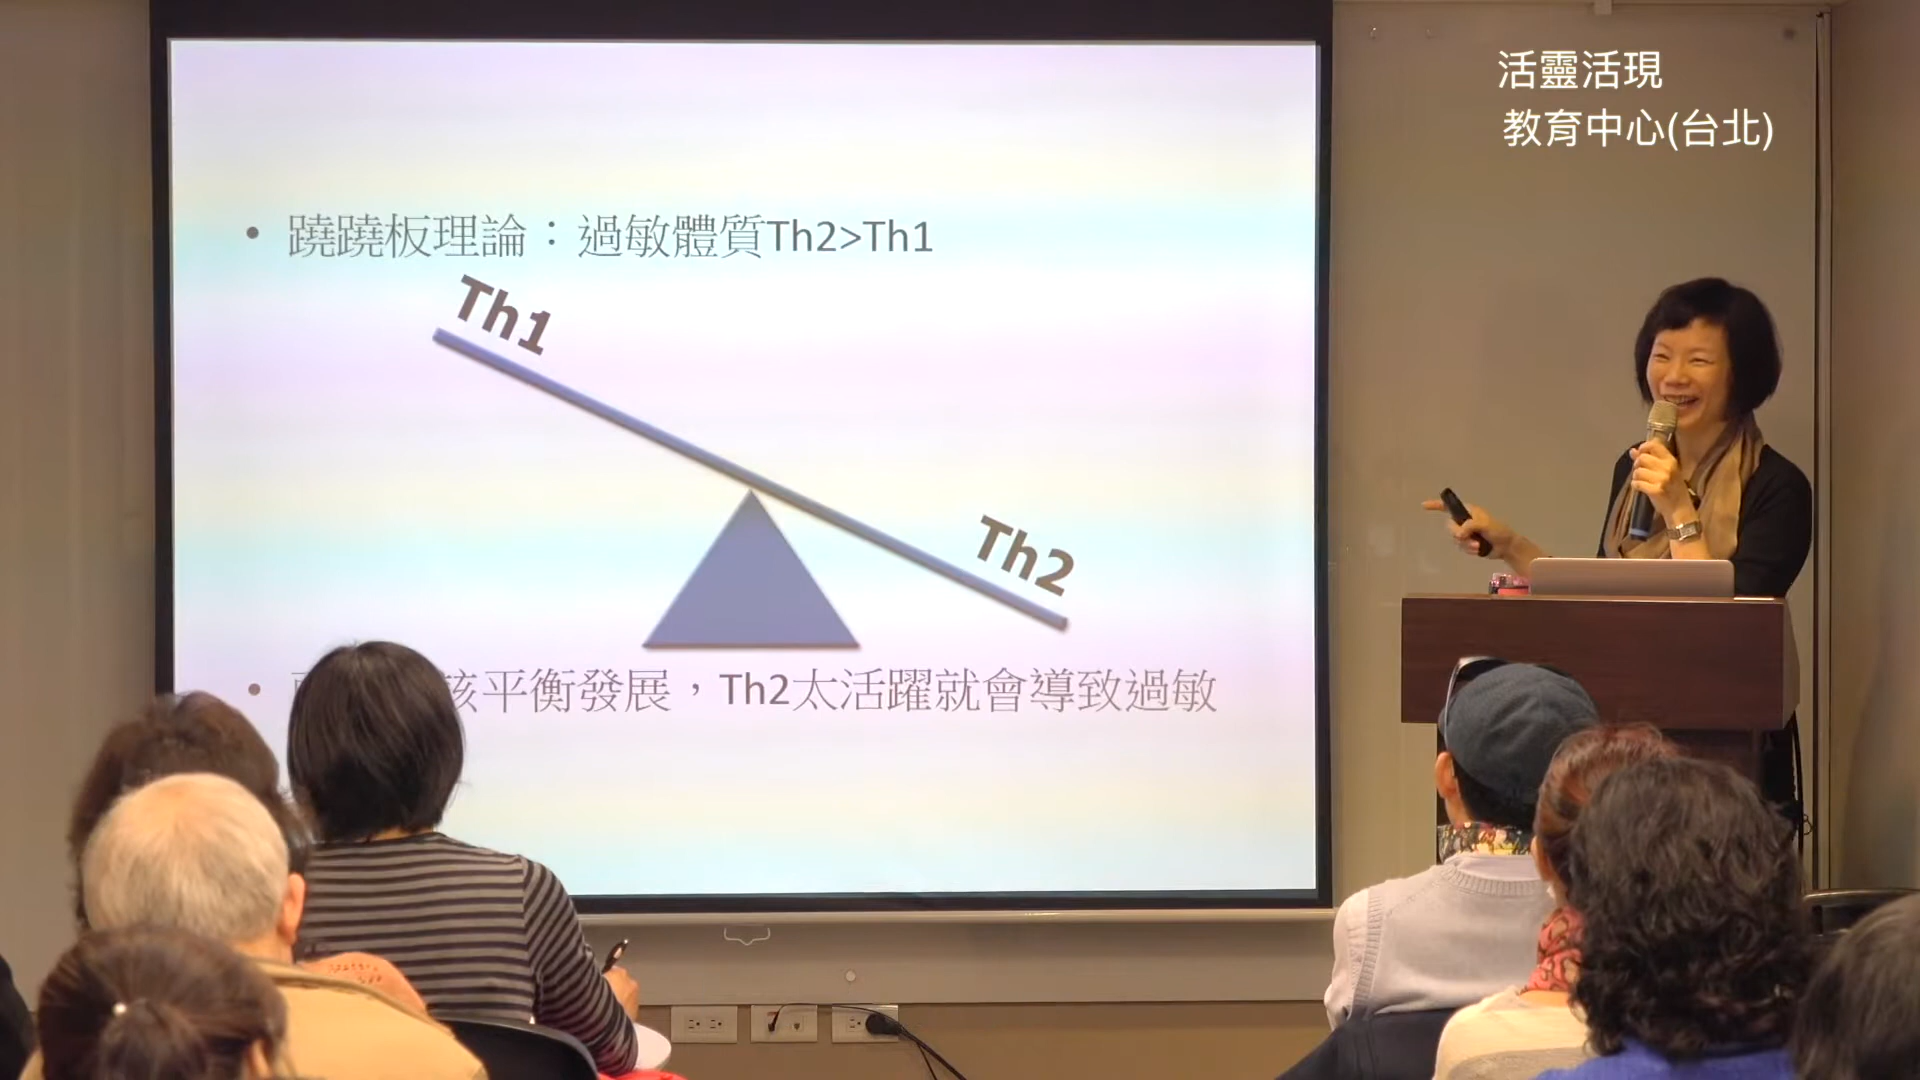 活靈活現
教育中心(台北)
• 蹺蹺板理論：過敏體質Th2>Th1
Th1
Th2
• 該平衡發展，Th2太活躍就會導致過敏